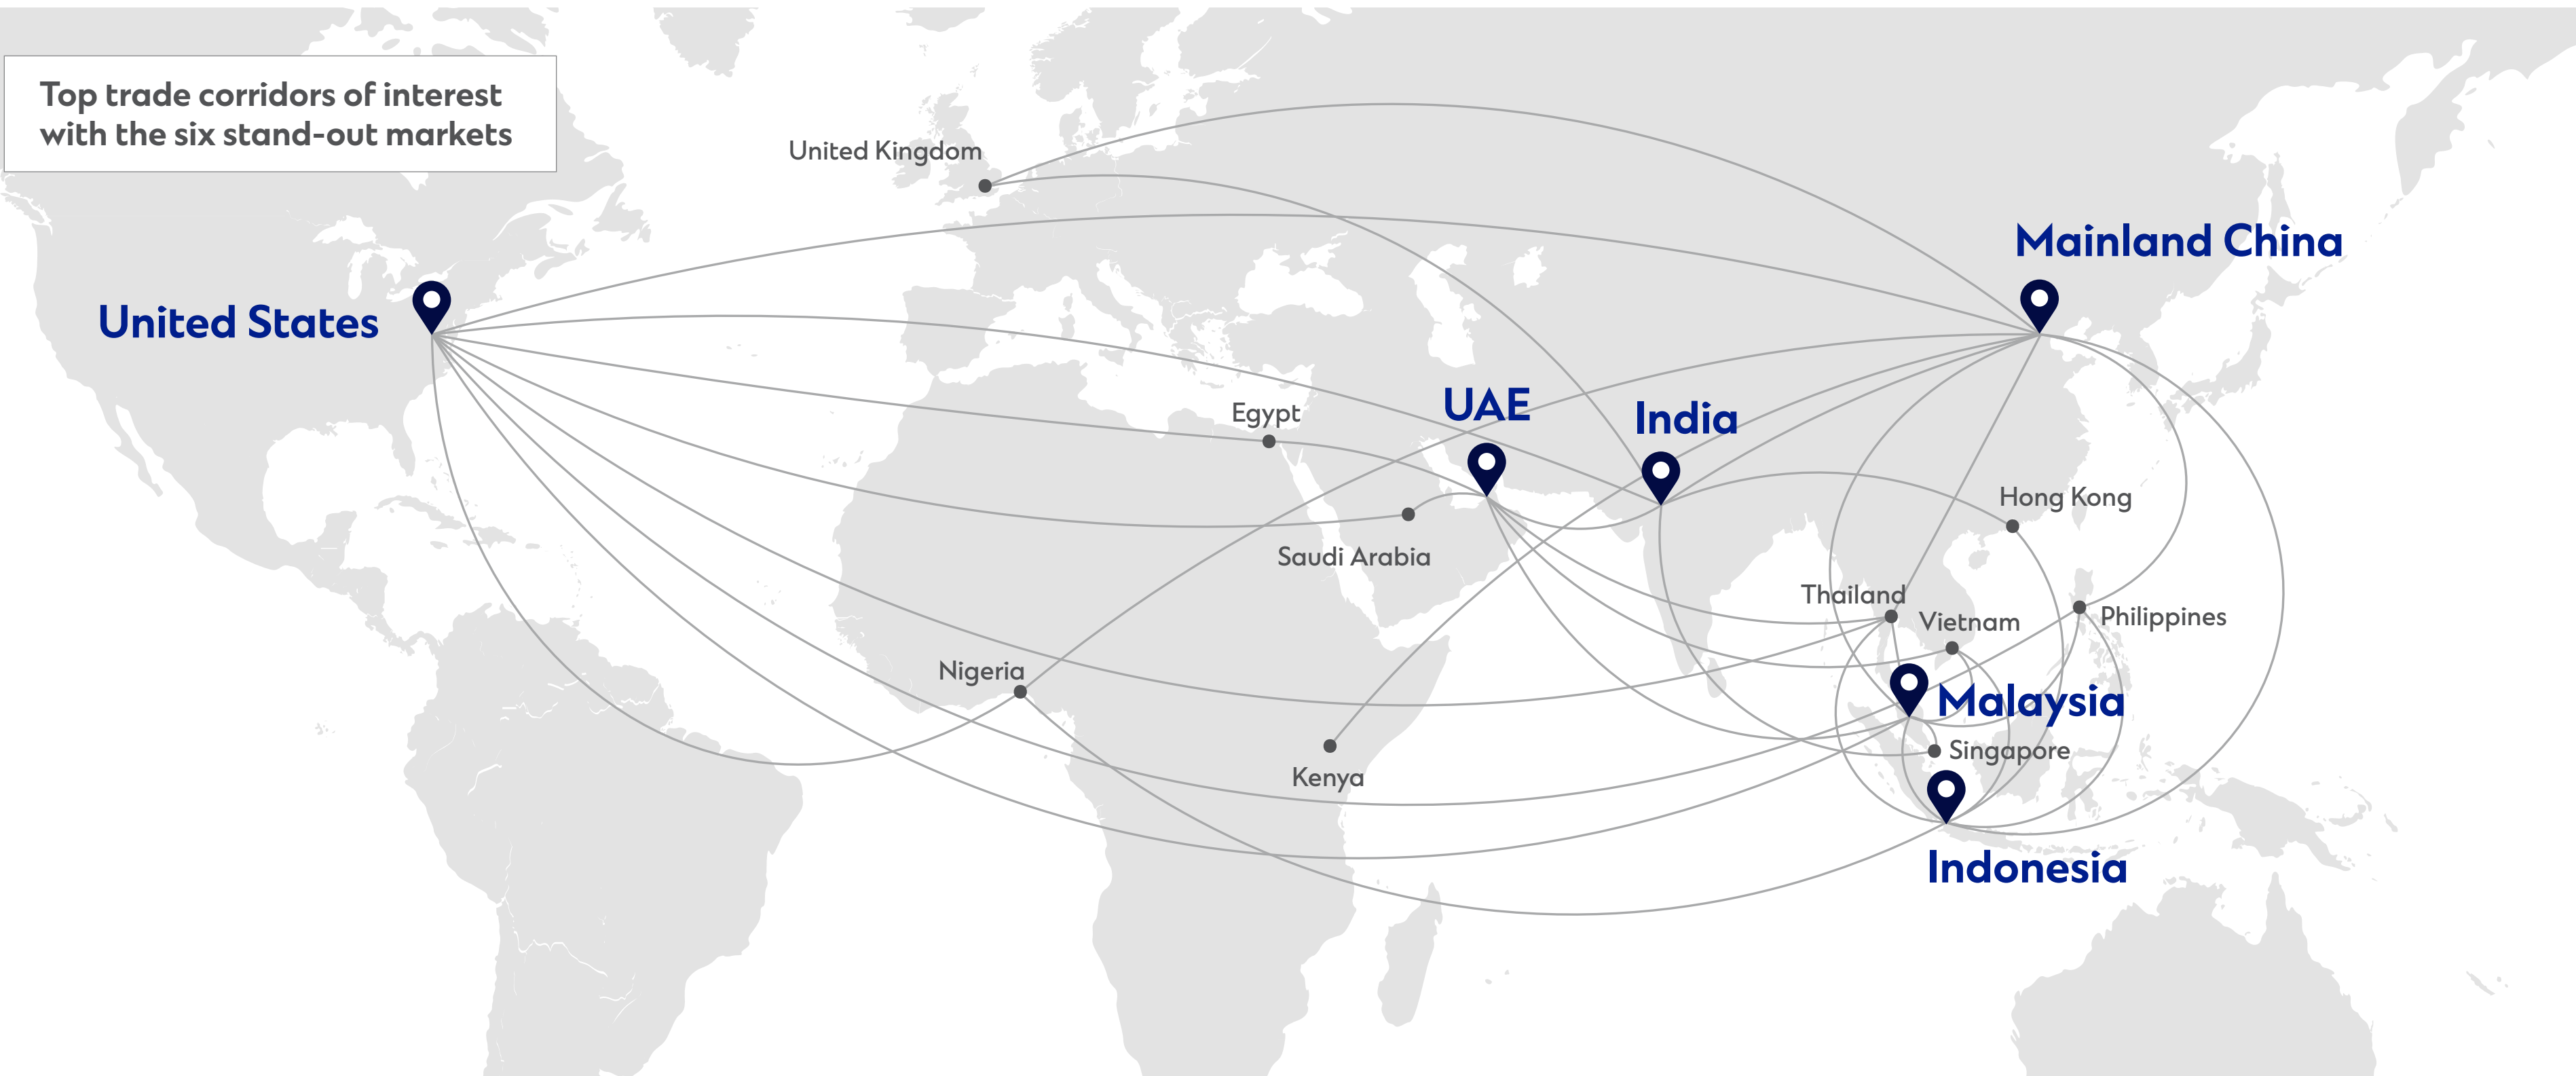 Top trade corridors of interest
with the six stand-out markets
United Kingdom
Mainland China
United States
UAE
India
Egypt
Hong Kong
Saudi Arabia
Thailand
Vietnam
Philippines
Nigeria
Malaysia
Singapore
Kenya
Indonesia